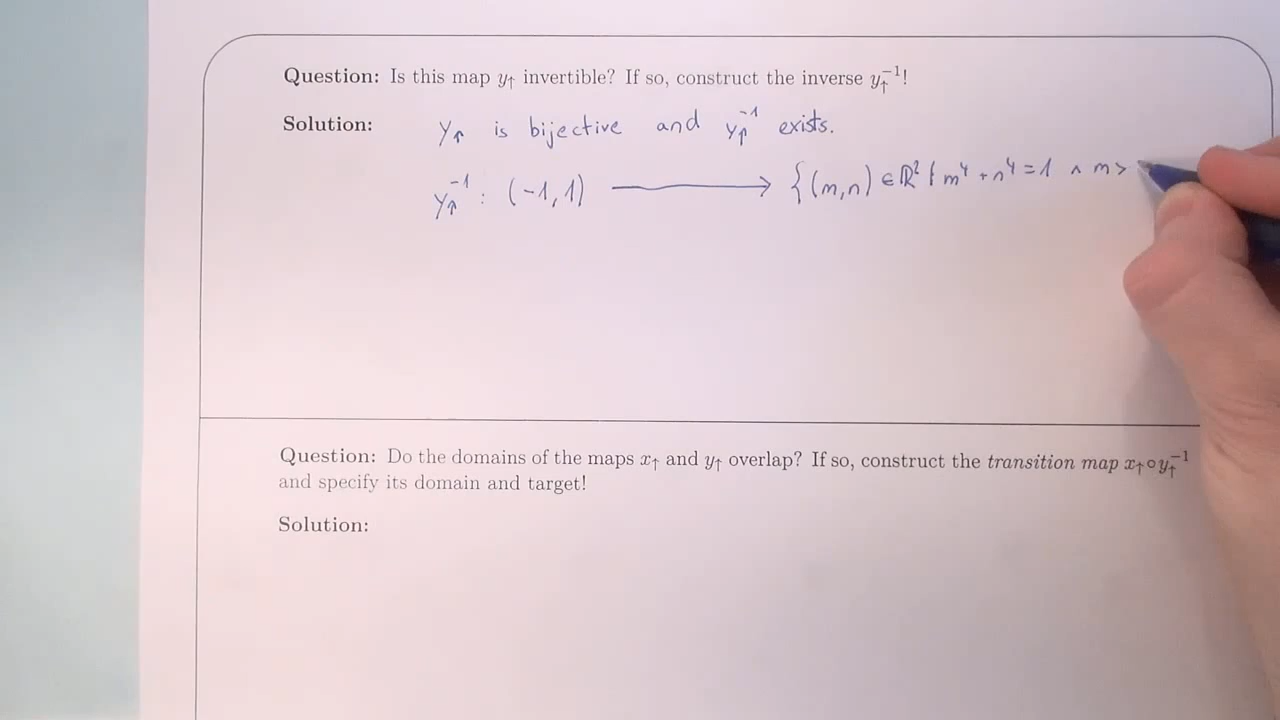 Question: Is this map y↑ invertible? If so, construct the inverse y↑⁻¹!
Solution: y↑ is bijective and y↑⁻¹ exists.
y↑⁻¹ : (-1, 1) ⟶ {(m,n) ∈ ℝ² | m⁴ + n⁴ = 1 ∧ m >
Question: Do the domains of the maps x↑ and y↑ overlap? If so, construct the transition map x↑∘y↑⁻¹
and specify its domain and target!
Solution: